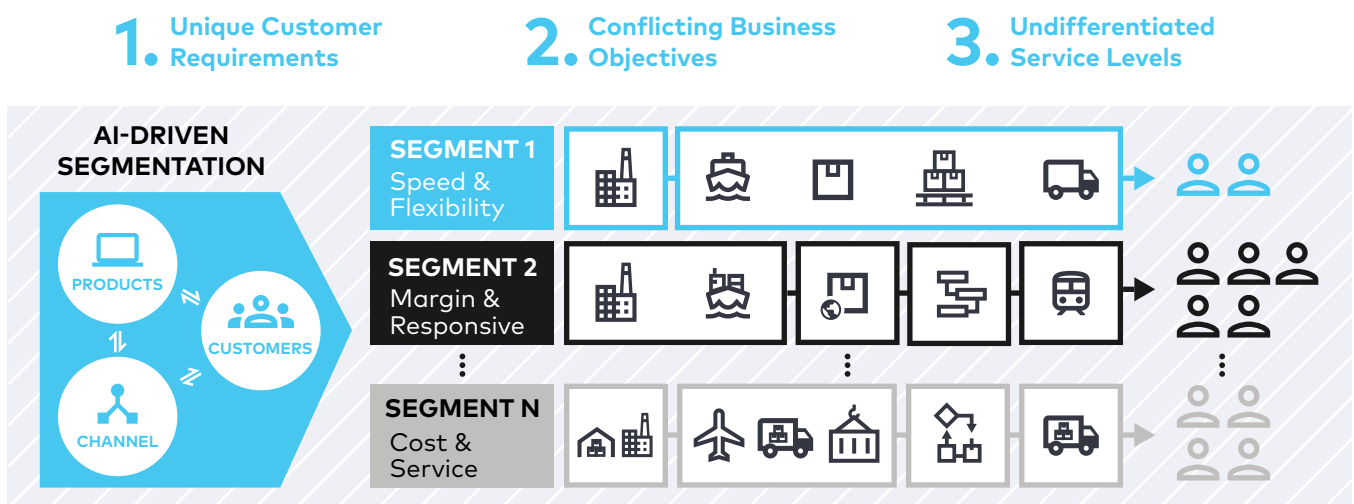 1. Unique Customer
Requirements
2. Conflicting Business
Objectives
3. Undifferentiated
Service Levels
AI-DRIVEN
SEGMENTATION
PRODUCTS
CUSTOMERS
CHANNEL
SEGMENT 1
Speed &
Flexibility
SEGMENT 2
Margin &
Responsive
SEGMENT N
Cost &
Service